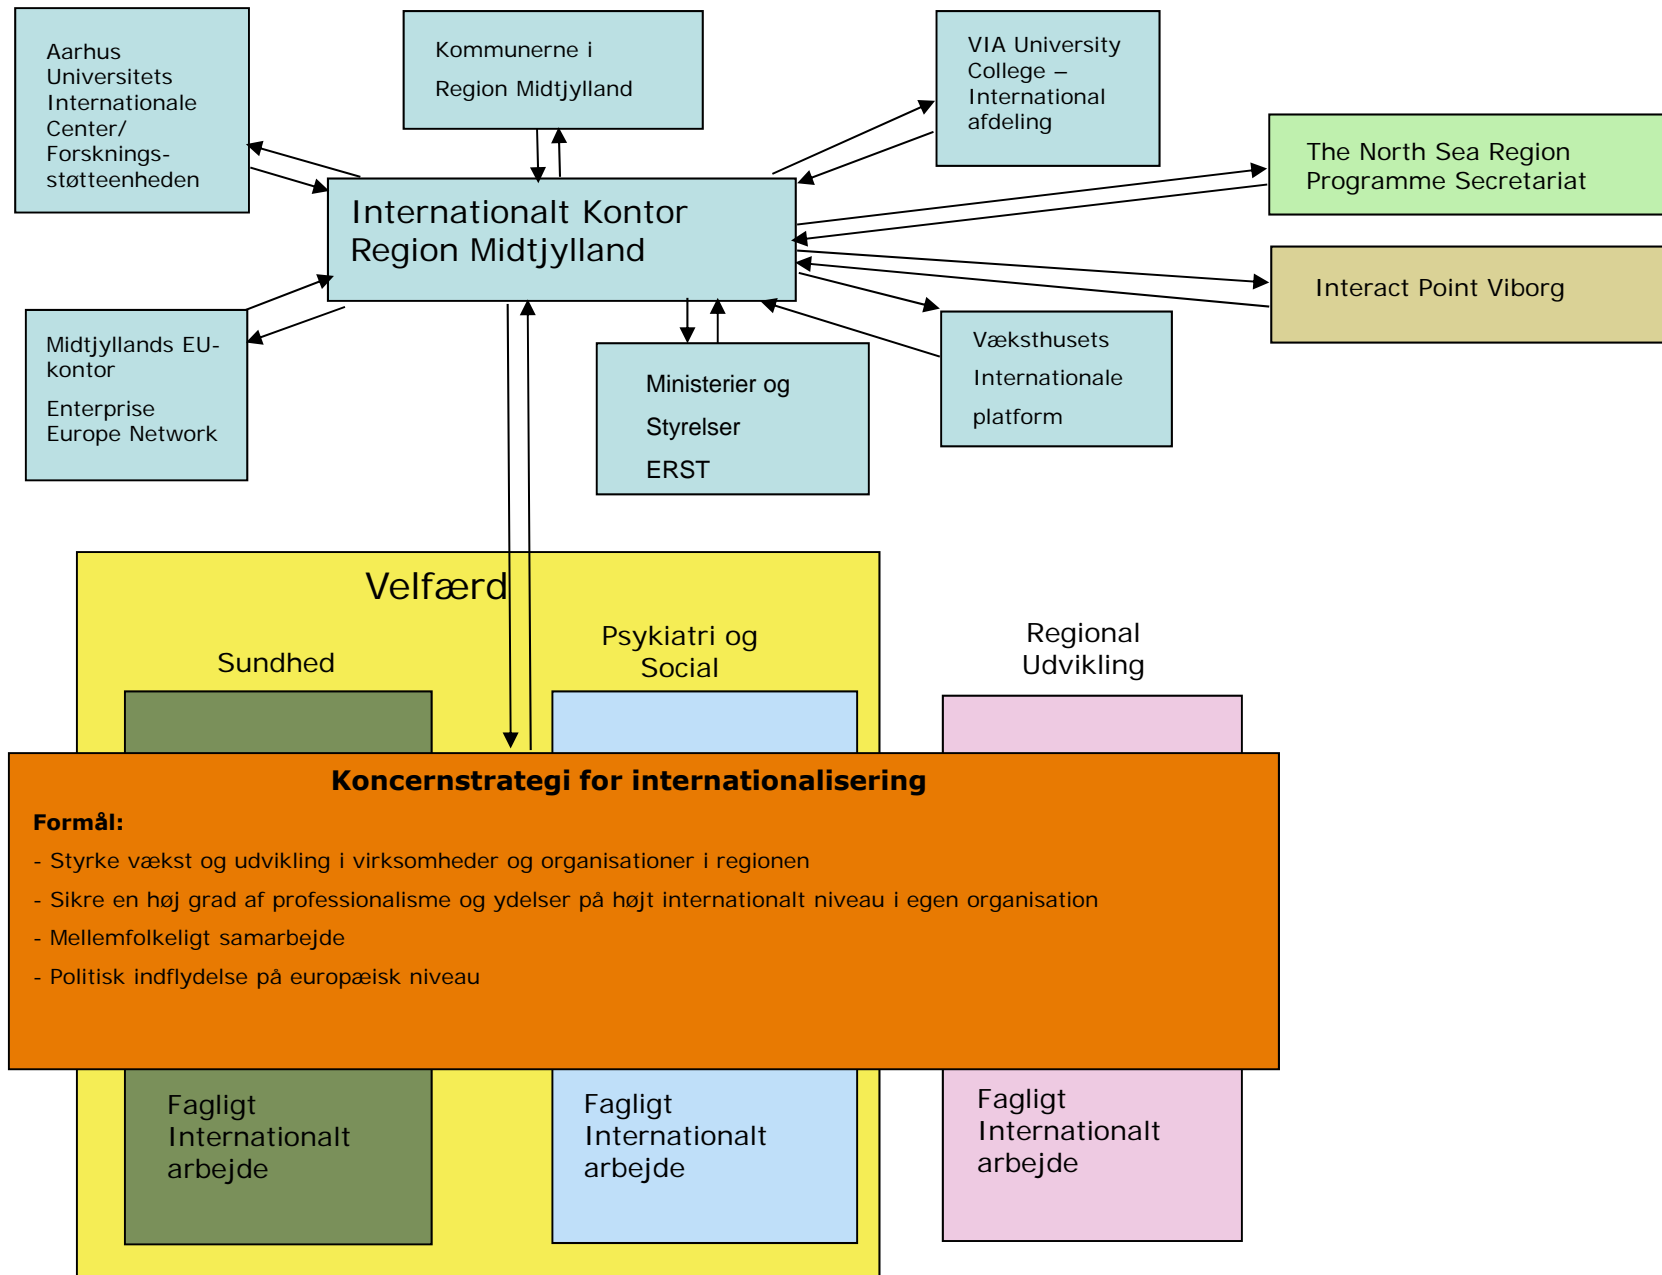 Aarhus
Universitets
Internationale
Center/
Forsknings-
støtteenheden
Kommunerne i
Region Midtjylland
VIA University
College –
International
afdeling
The North Sea Region
Programme Secretariat
Internationalt Kontor
Region Midtjylland
Interact Point Viborg
Midtjyllands EU-
kontor
Enterprise
Europe Network
Ministerier og
Styrelser
ERST
Væksthusets
Internationale
platform
Velfærd
Sundhed
Psykiatri og
Social
Regional
Udvikling
Koncernstrategi for internationalisering
Formål:
- Styrke vækst og udvikling i virksomheder og organisationer i regionen
- Sikre en høj grad af professionalisme og ydelser på højt internationalt niveau i egen organisation
- Mellemfolkeligt samarbejde
- Politisk indflydelse på europæisk niveau
Fagligt
Internationalt
arbejde
Fagligt
Internationalt
arbejde
Fagligt
Internationalt
arbejde